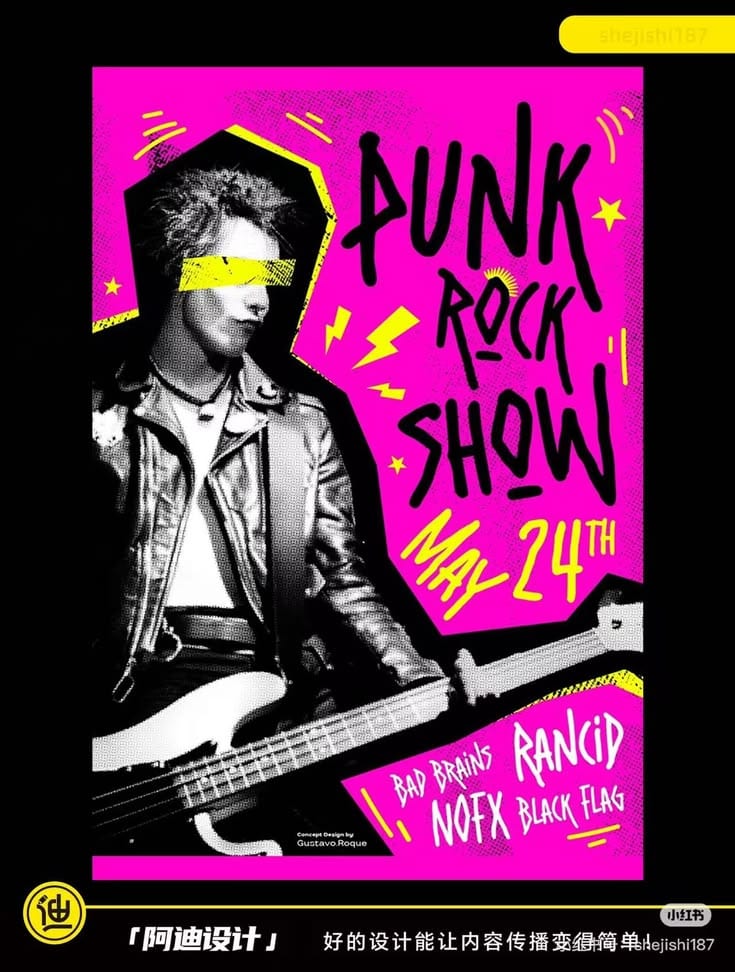 shejishi187
PUNK
ROCK
SHOW
MAY 24TH
BAD BRAINS RANCID
NOFX BLACK FLAG
Concept Design by
Gustavo.Roque
迪
小红书
「阿迪设计」 好的设计能让内容传播变得简单!
shejishi187